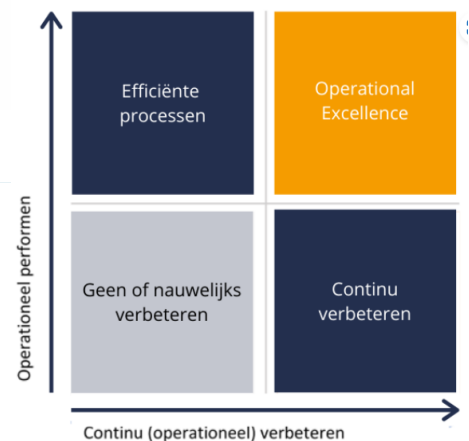 Efficiënte
processen
Operational
Excellence
Operationeel performen
Geen of nauwelijks
verbeteren
Continu
verbeteren
Continu (operationeel) verbeteren